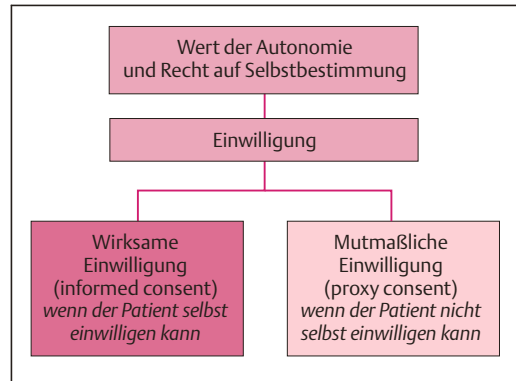 Wert der Autonomie
und Recht auf Selbstbestimmung
Einwilligung
Wirksame
Einwilligung
(informed consent)
wenn der Patient selbst
einwilligen kann
Mutmaßliche
Einwilligung
(proxy consent)
wenn der Patient nicht
selbst einwilligen kann